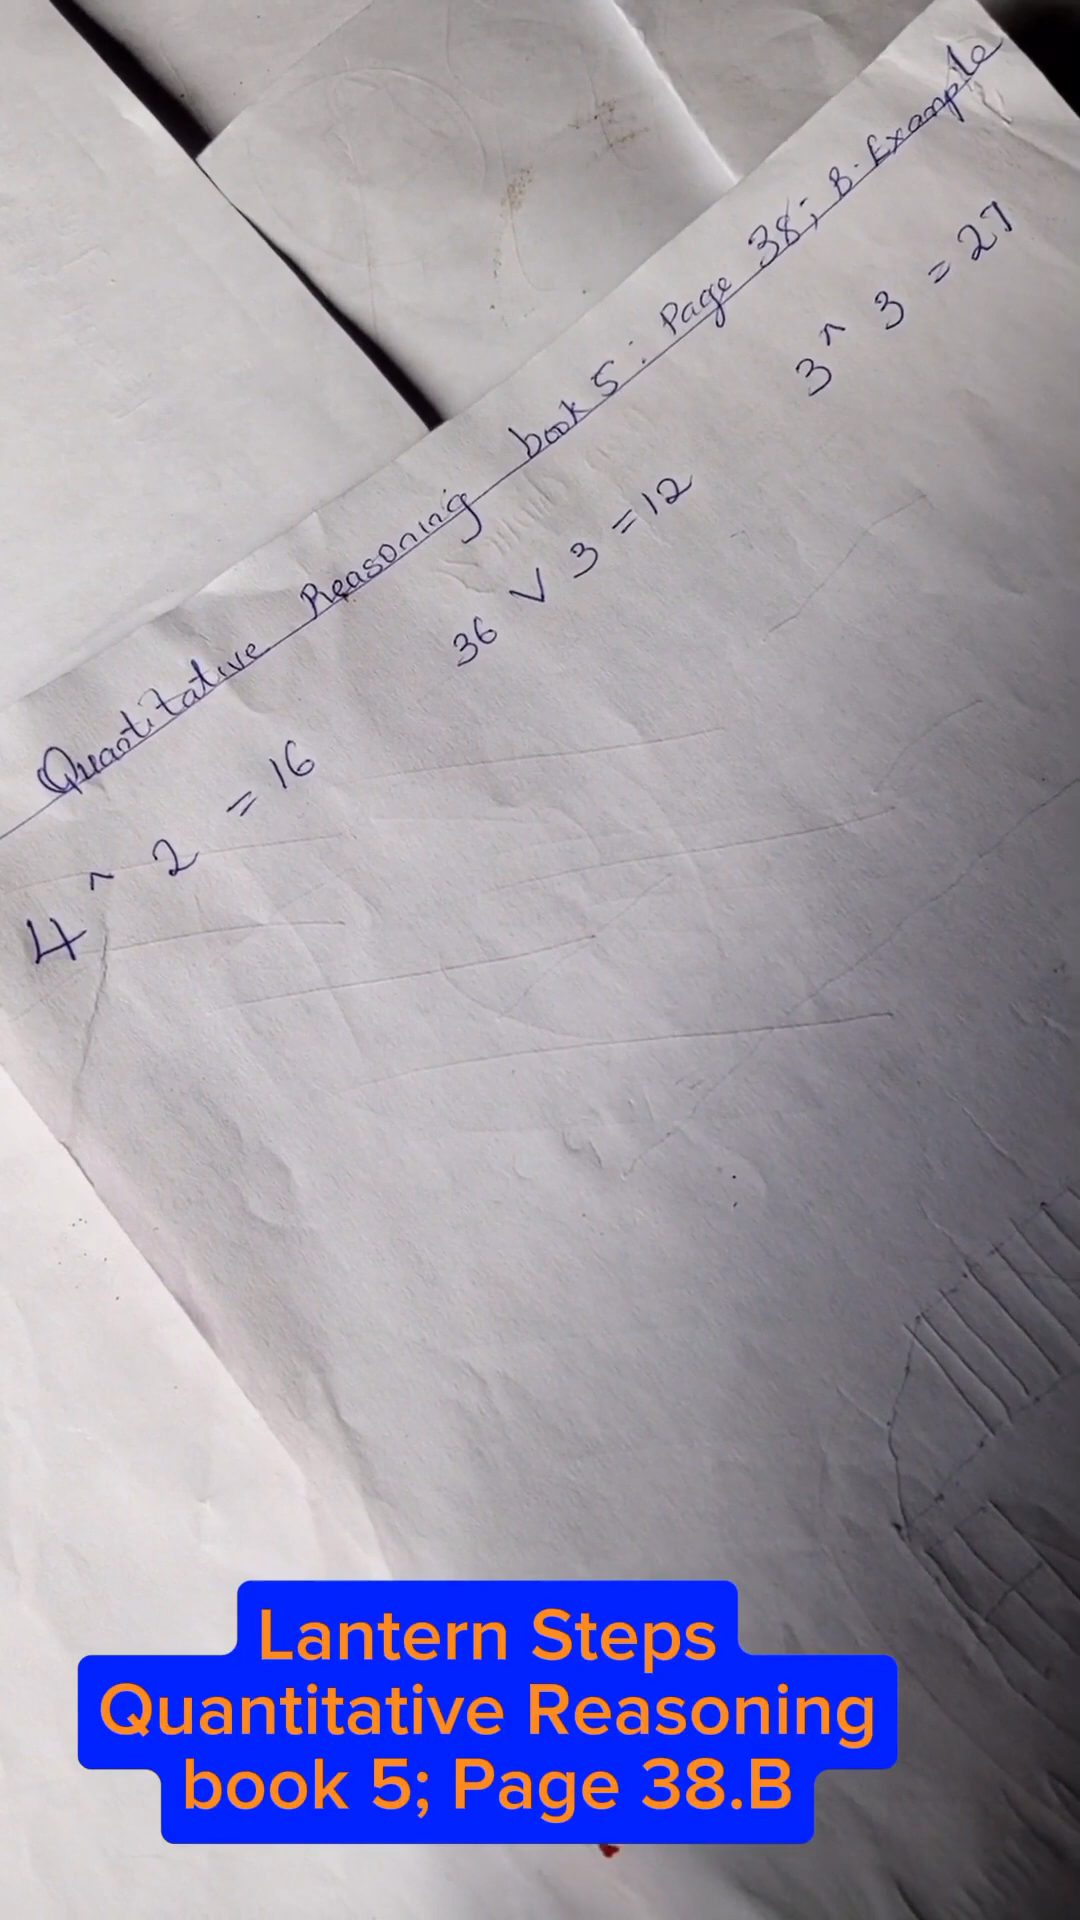 Quantitative Reasoning book 5: Page 38; B. Example
4 ^ 2 = 16 36 V 3 = 12 3 ^ 3 = 27
Lantern Steps
Quantitative Reasoning
book 5; Page 38.B